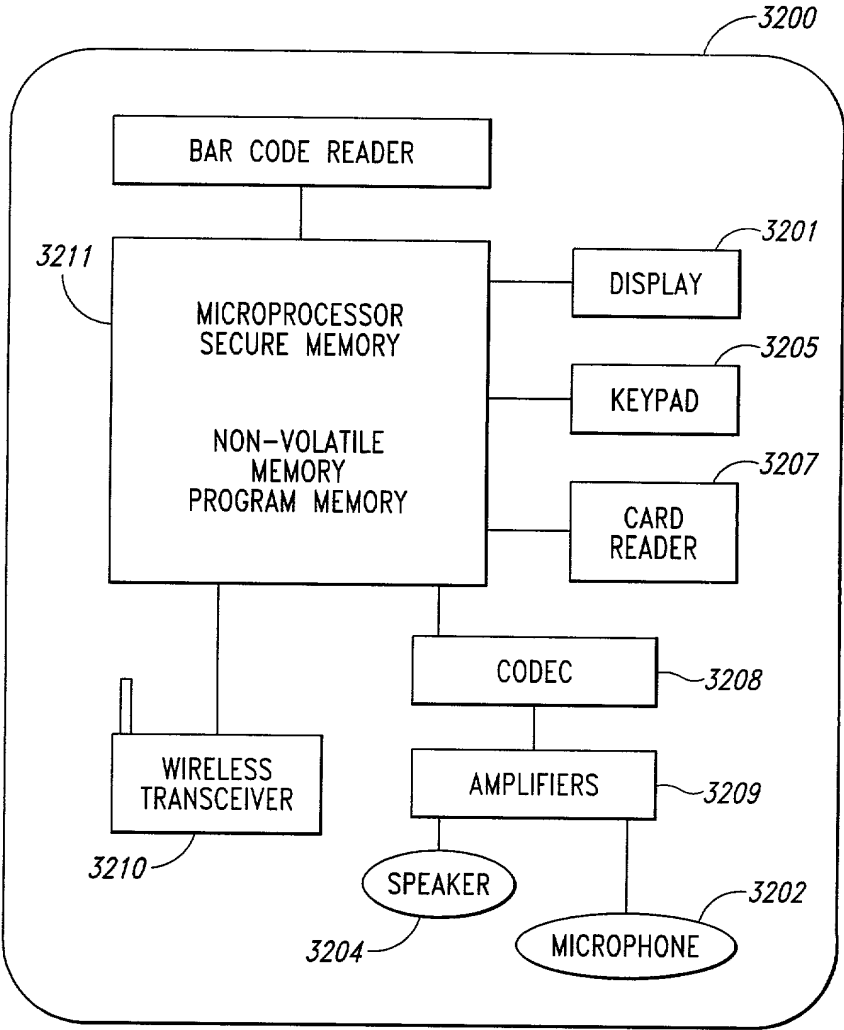 3200
BAR CODE READER
3211
MICROPROCESSOR
SECURE MEMORY
NON-VOLATILE
MEMORY
PROGRAM MEMORY
3201
DISPLAY
3205
KEYPAD
3207
CARD
READER
CODEC
3208
WIRELESS
TRANSCEIVER
3210
AMPLIFIERS
3209
SPEAKER
3204
3202
MICROPHONE